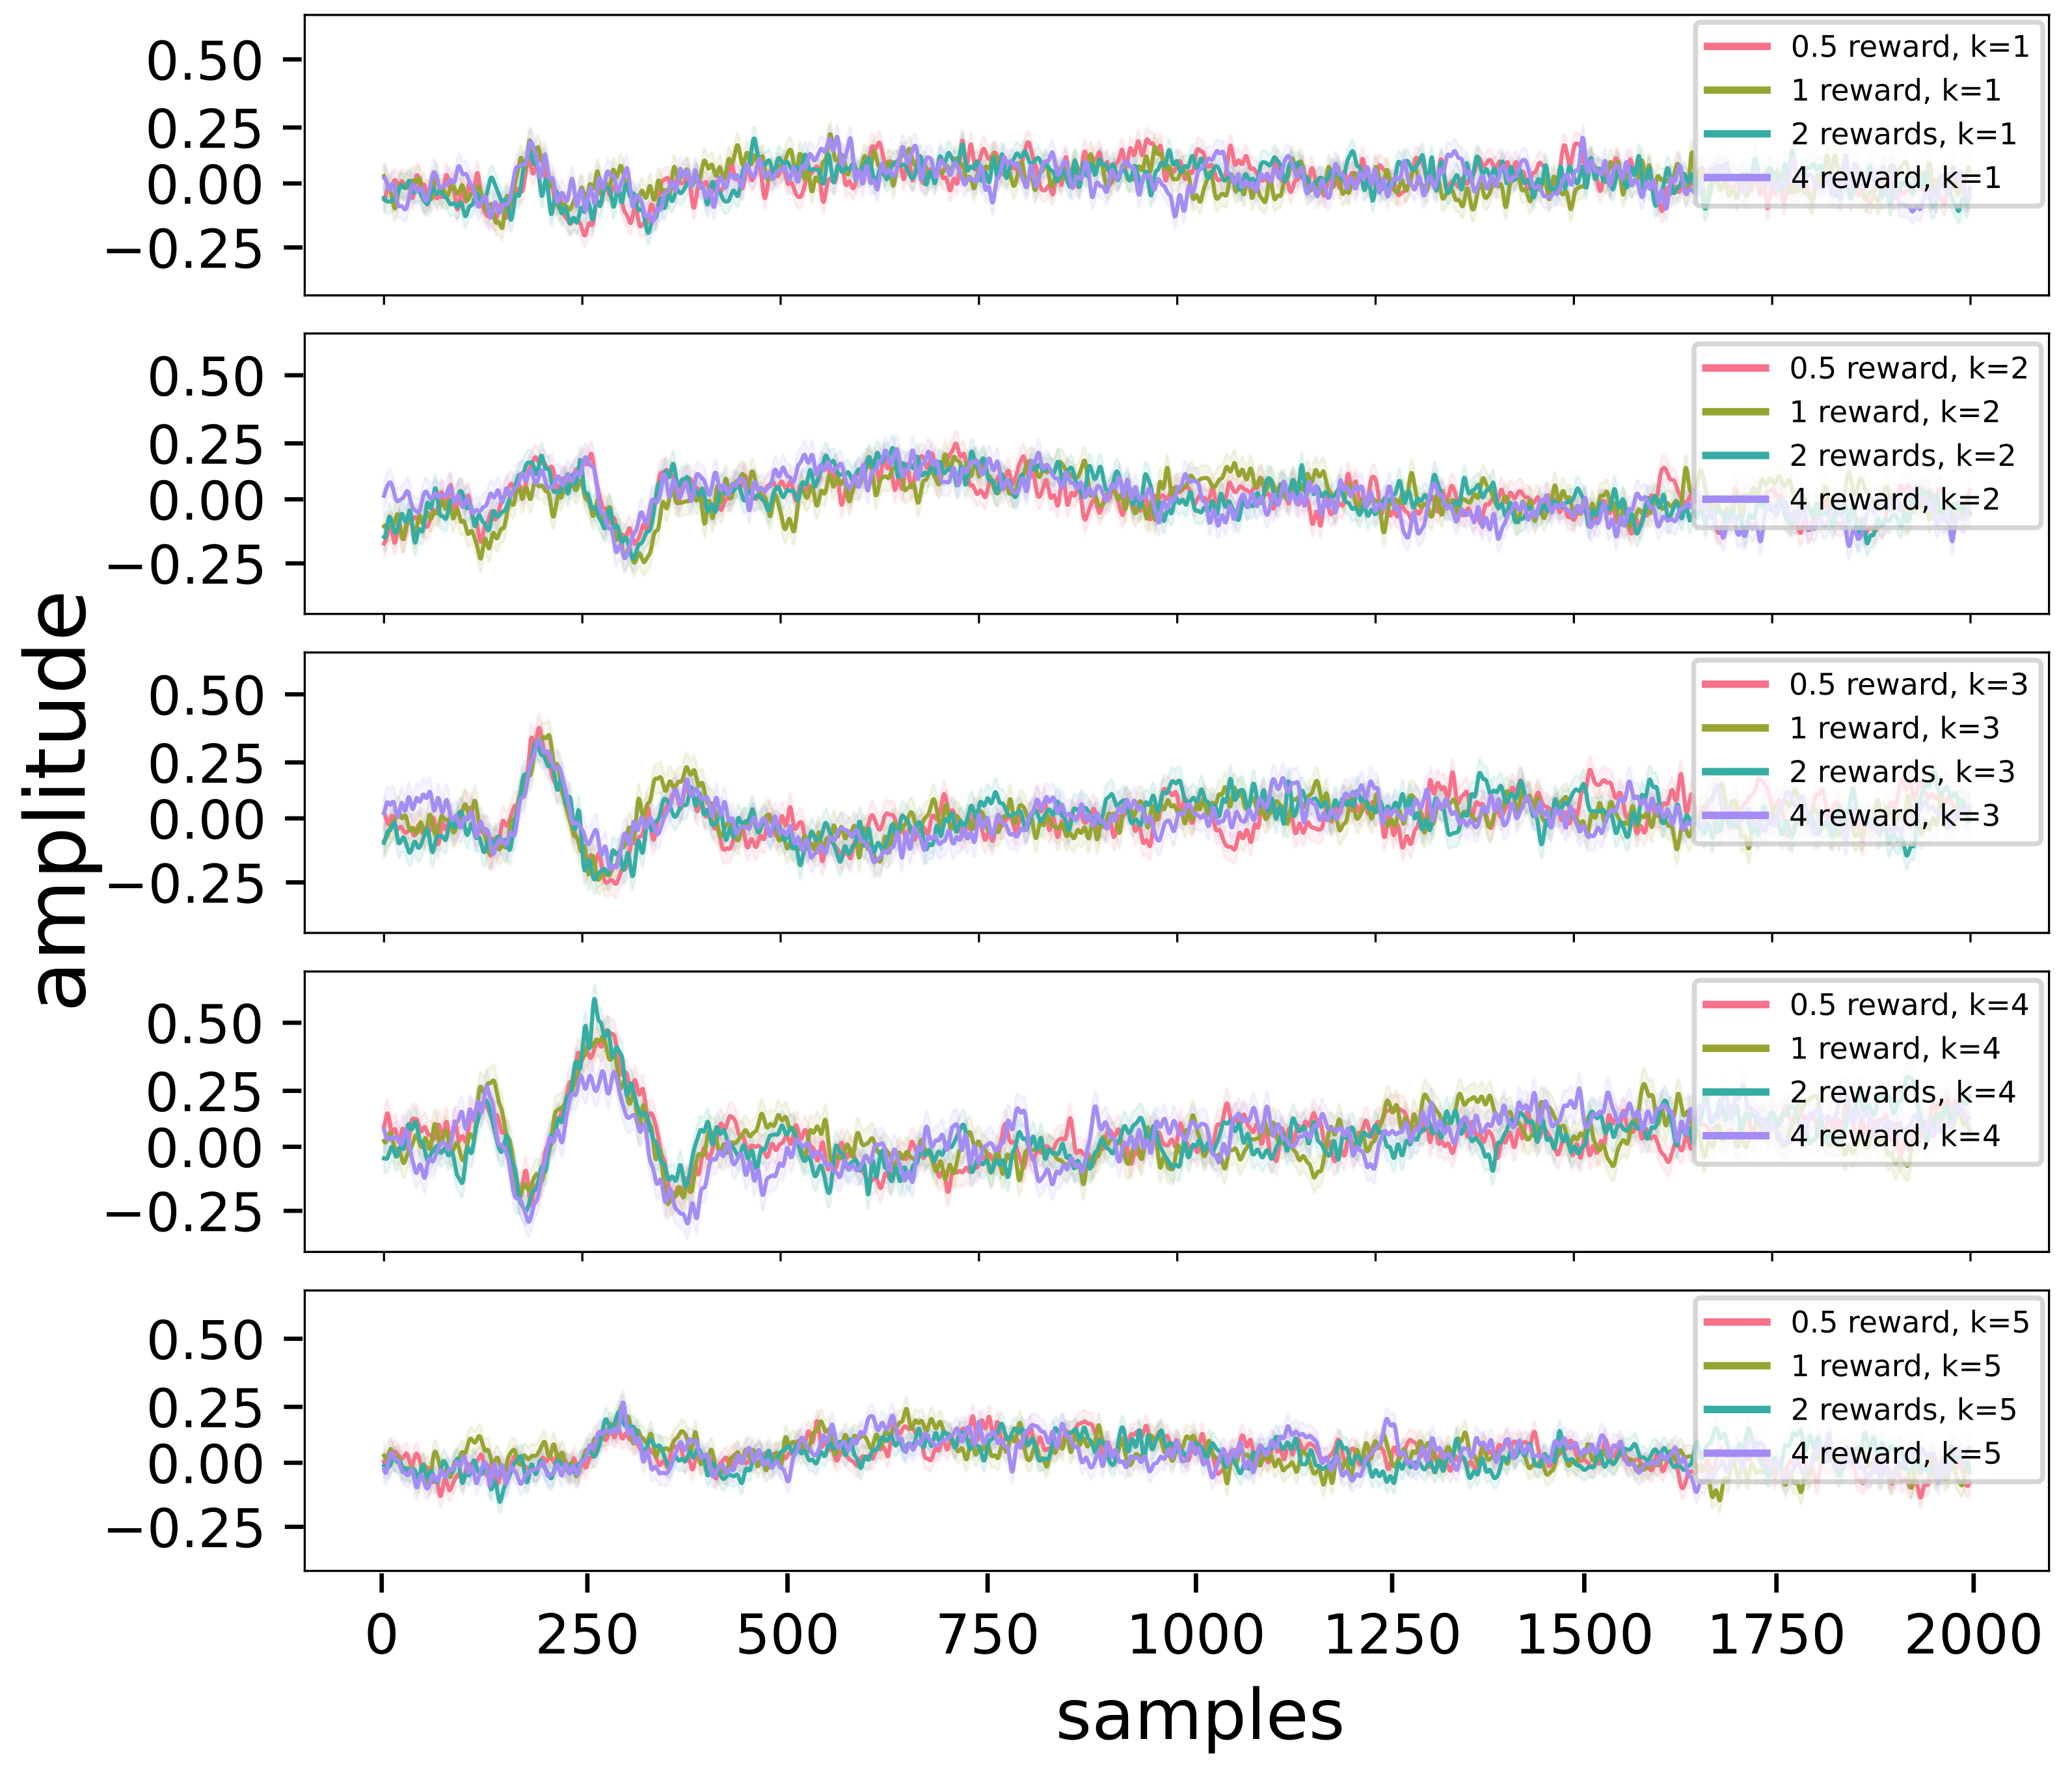 amplitude
0.50
0.25
0.00
−0.25
0.5 reward, k=1
1 reward, k=1
2 rewards, k=1
4 reward, k=1
0.50
0.25
0.00
−0.25
0.5 reward, k=2
1 reward, k=2
2 rewards, k=2
4 reward, k=2
0.50
0.25
0.00
−0.25
0.5 reward, k=3
1 reward, k=3
2 rewards, k=3
4 reward, k=3
0.50
0.25
0.00
−0.25
0.5 reward, k=4
1 reward, k=4
2 rewards, k=4
4 reward, k=4
0.50
0.25
0.00
−0.25
0.5 reward, k=5
1 reward, k=5
2 rewards, k=5
4 reward, k=5
0 250 500 750 1000 1250 1500 1750 2000
samples